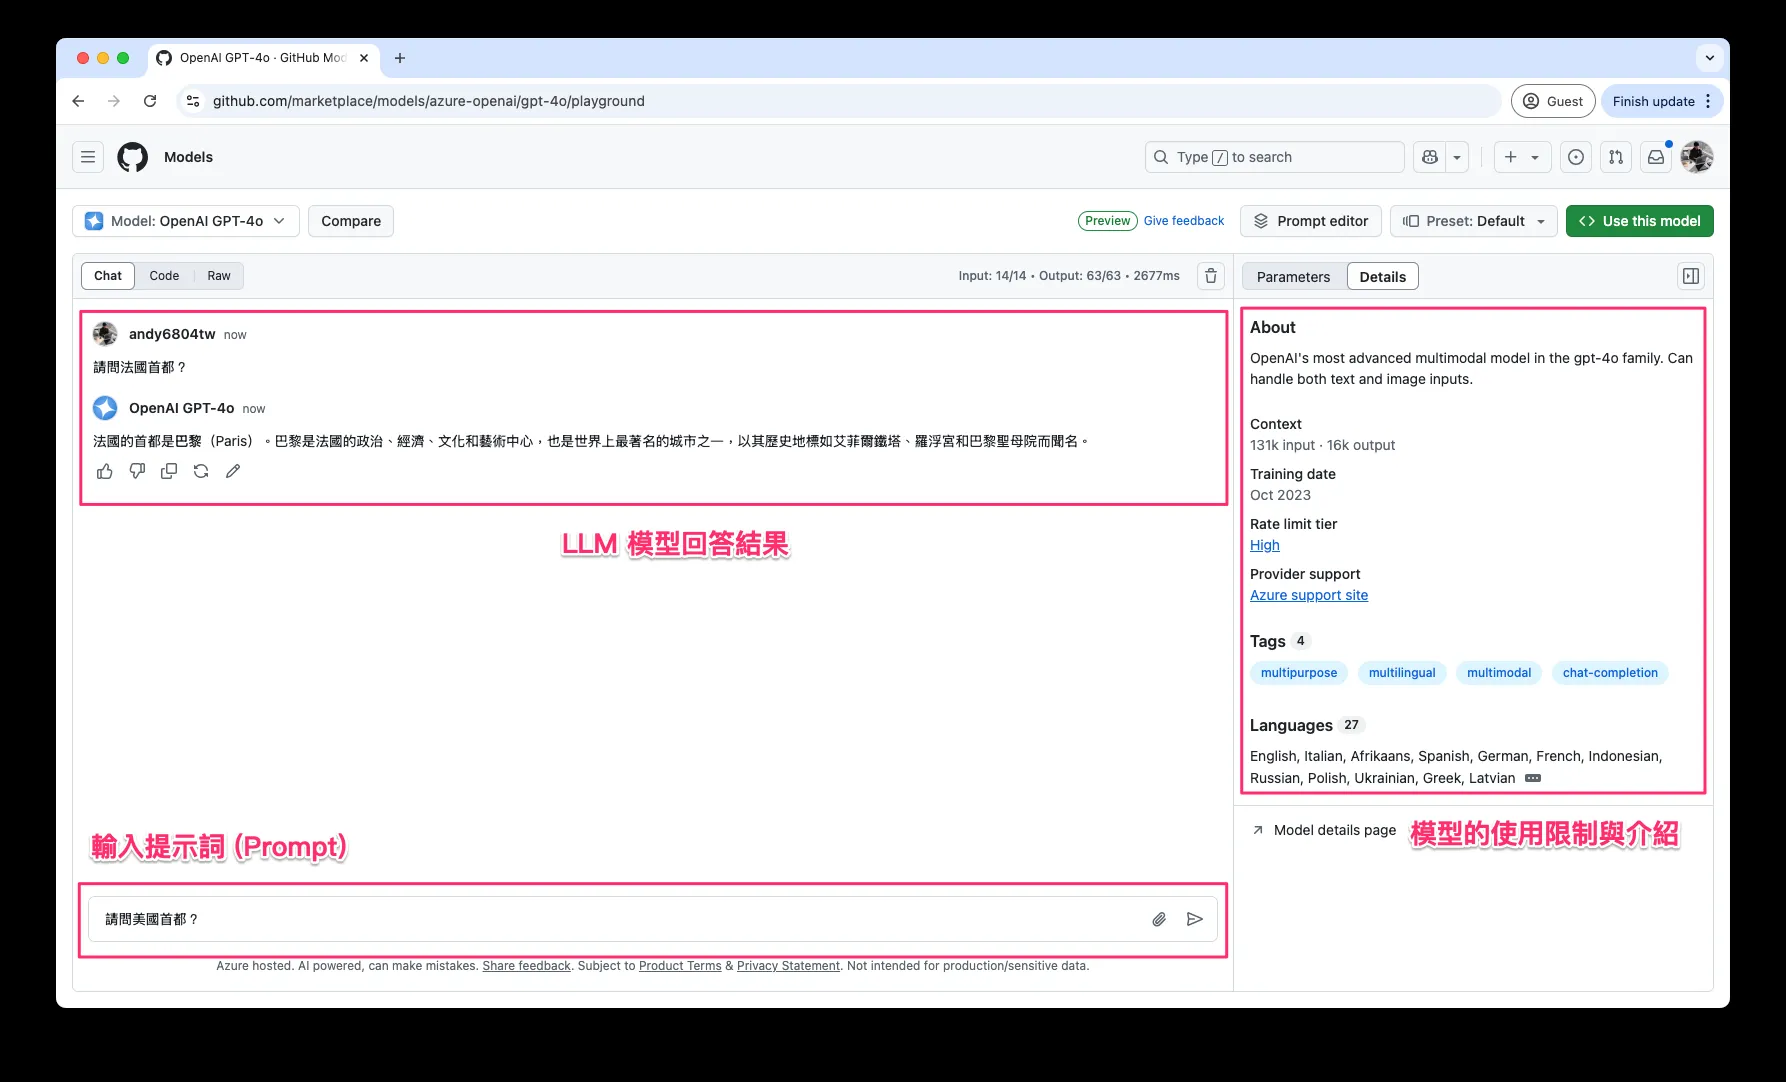 OpenAI GPT-4o · GitHub Mod
github.com/marketplace/models/azure-openai/gpt-4o/playground
Guest
Finish update
Models
Type / to search
Model: OpenAI GPT-4o
Compare
Preview
Give feedback
Prompt editor
Preset: Default
Use this model
Chat
Code
Raw
Input: 14/14 • Output: 63/63 • 2677ms
Parameters
Details
andy6804tw now
請問法國首都？
OpenAI GPT-4o now
法國的首都是巴黎（Paris）。巴黎是法國的政治、經濟、文化和藝術中心，也是世界上最著名的城市之一，以其歷史地標如艾菲爾鐵塔、羅浮宮和巴黎聖母院而聞名。
LLM 模型回答結果
輸入提示詞 (Prompt)
請問美國首都？
Azure hosted. AI powered, can make mistakes. Share feedback. Subject to Product Terms & Privacy Statement. Not intended for production/sensitive data.
About
OpenAI's most advanced multimodal model in the gpt-4o family. Can
handle both text and image inputs.
Context
131k input · 16k output
Training date
Oct 2023
Rate limit tier
High
Provider support
Azure support site
Tags 4
multipurpose
multilingual
multimodal
chat-completion
Languages 27
English, Italian, Afrikaans, Spanish, German, French, Indonesian,
Russian, Polish, Ukrainian, Greek, Latvian
Model details page
模型的使用限制與介紹